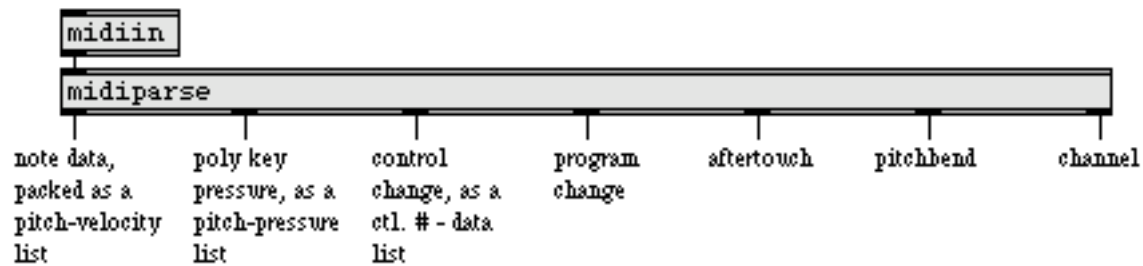 midiin
midiparse
note data,
packed as a
pitch-velocity
list
poly key
pressure, as a
pitch-pressure
list
control
change, as a
ctl. # - data
list
program
change
aftertouch
pitchbend
channel